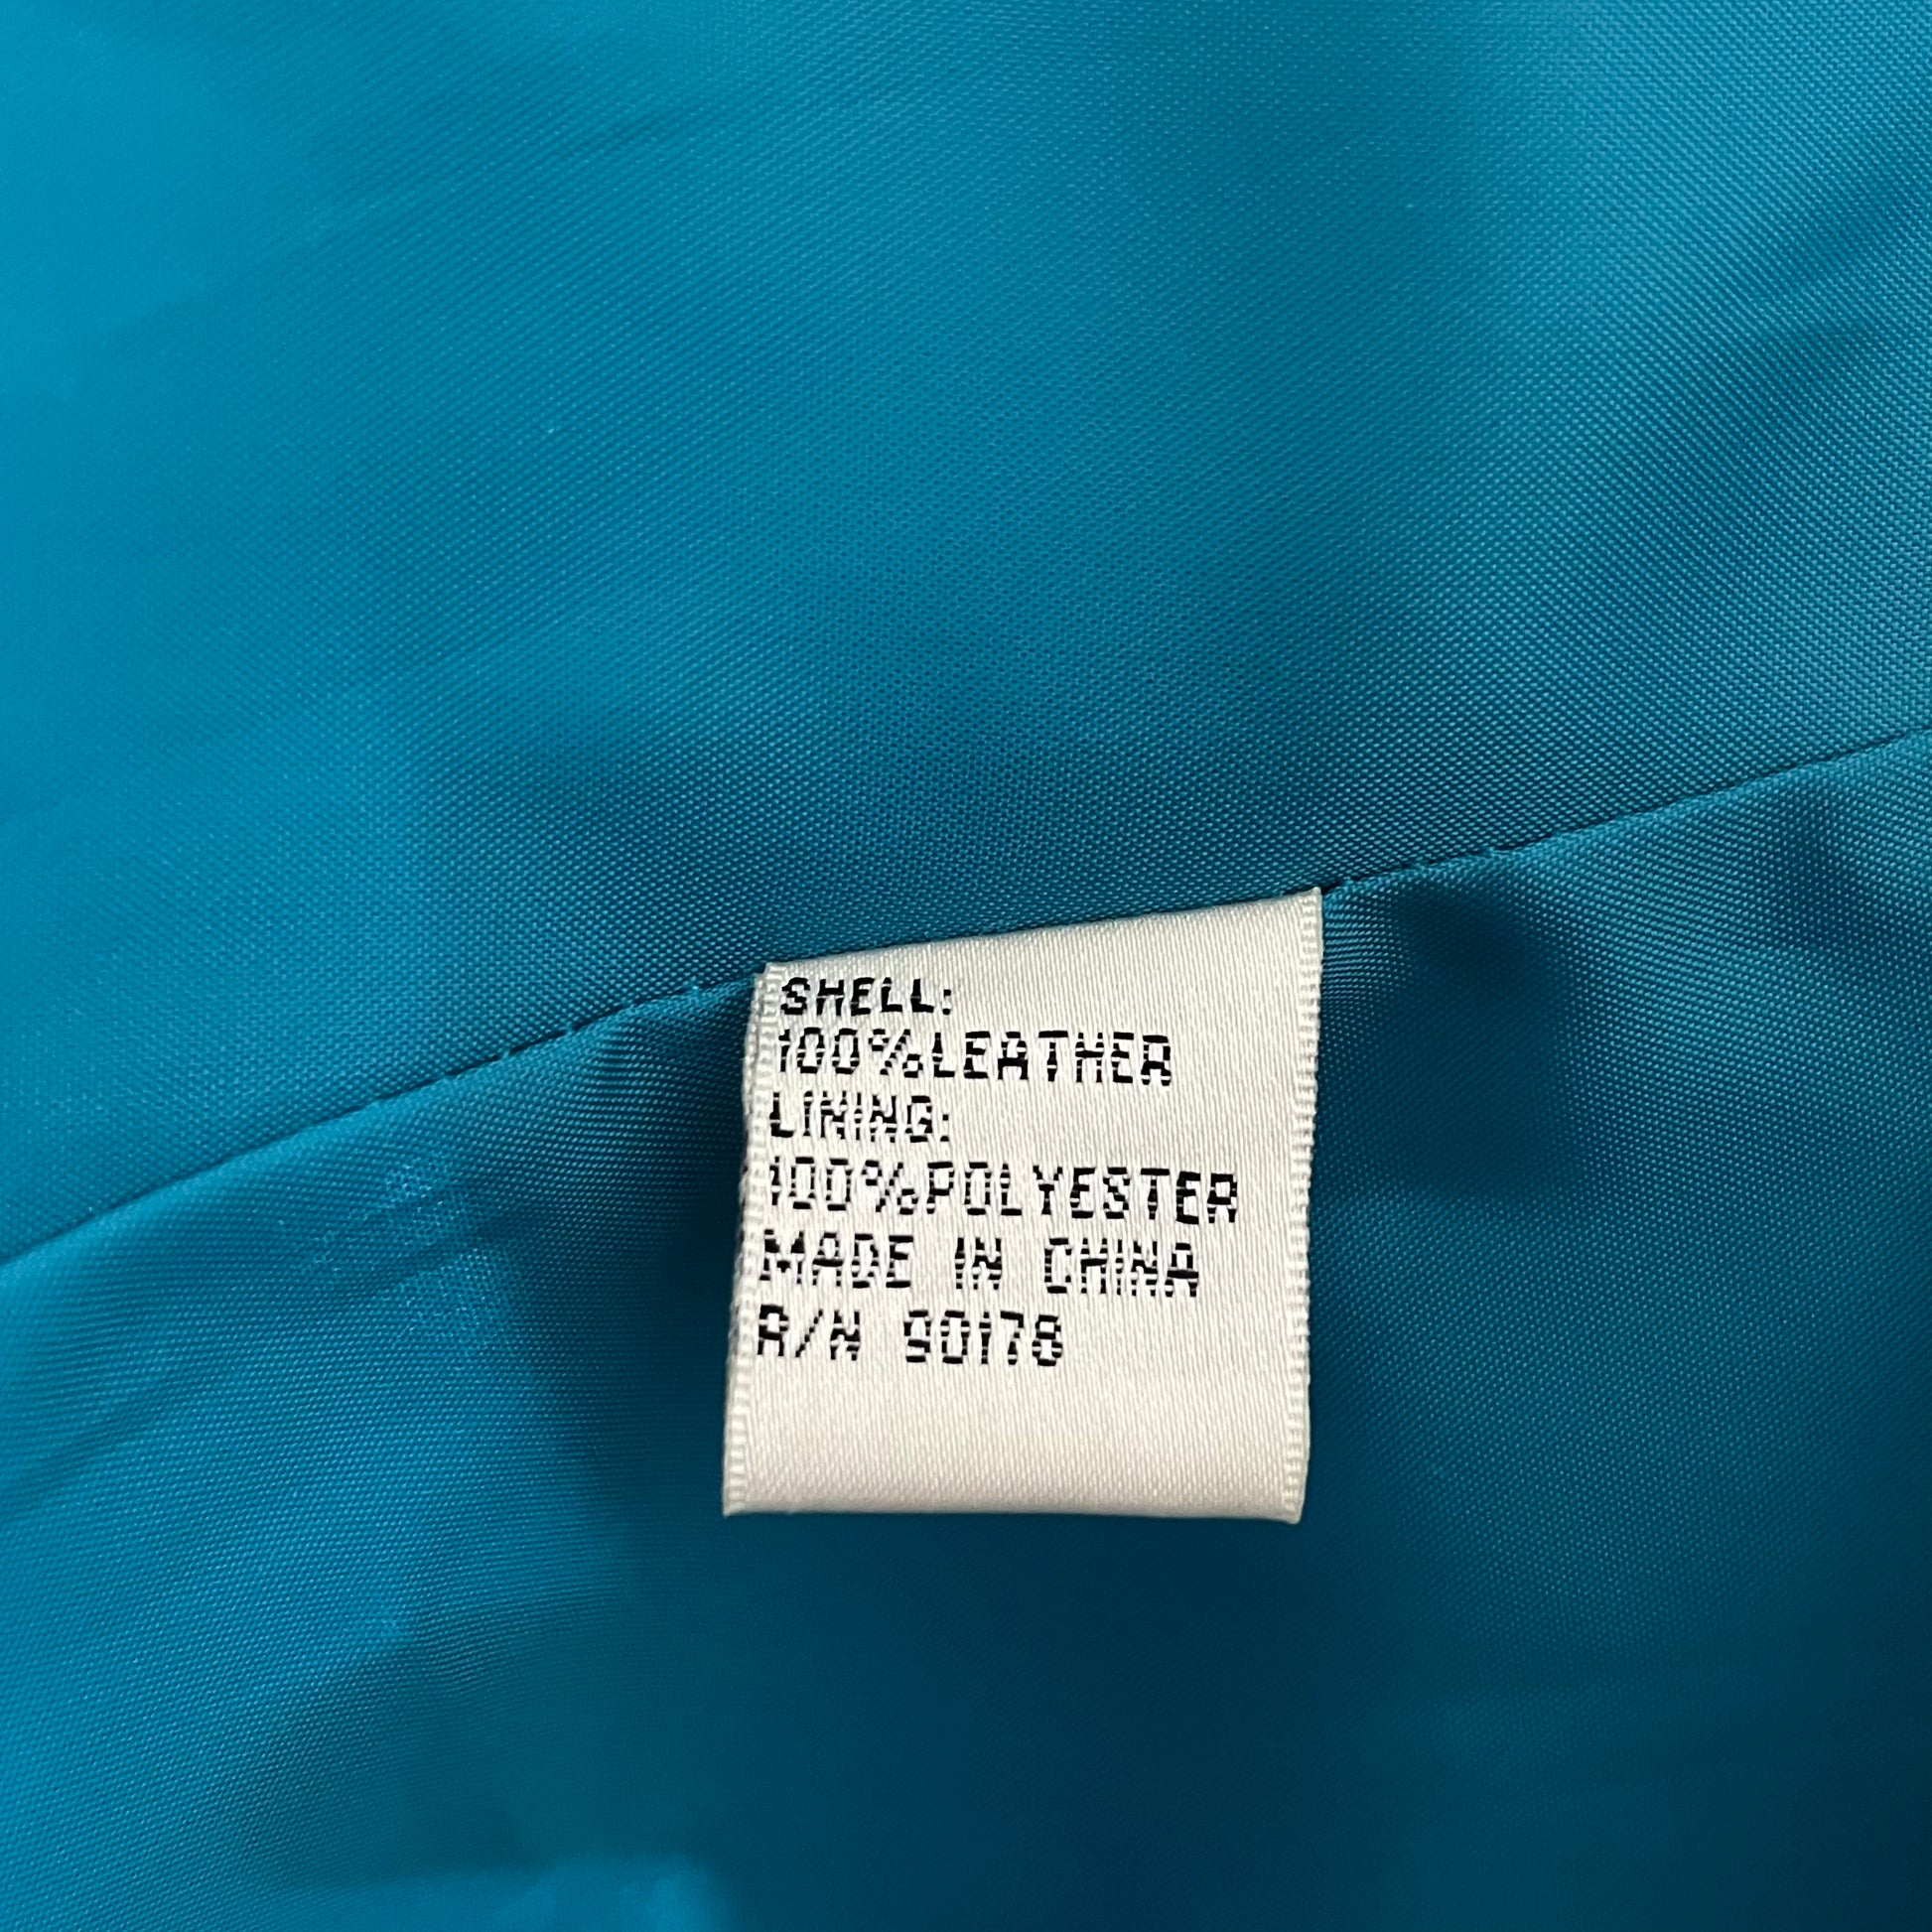 SHELL:
100%LEATHER
LINING:
100%POLYESTER
MADE IN CHINA
R/N 90178